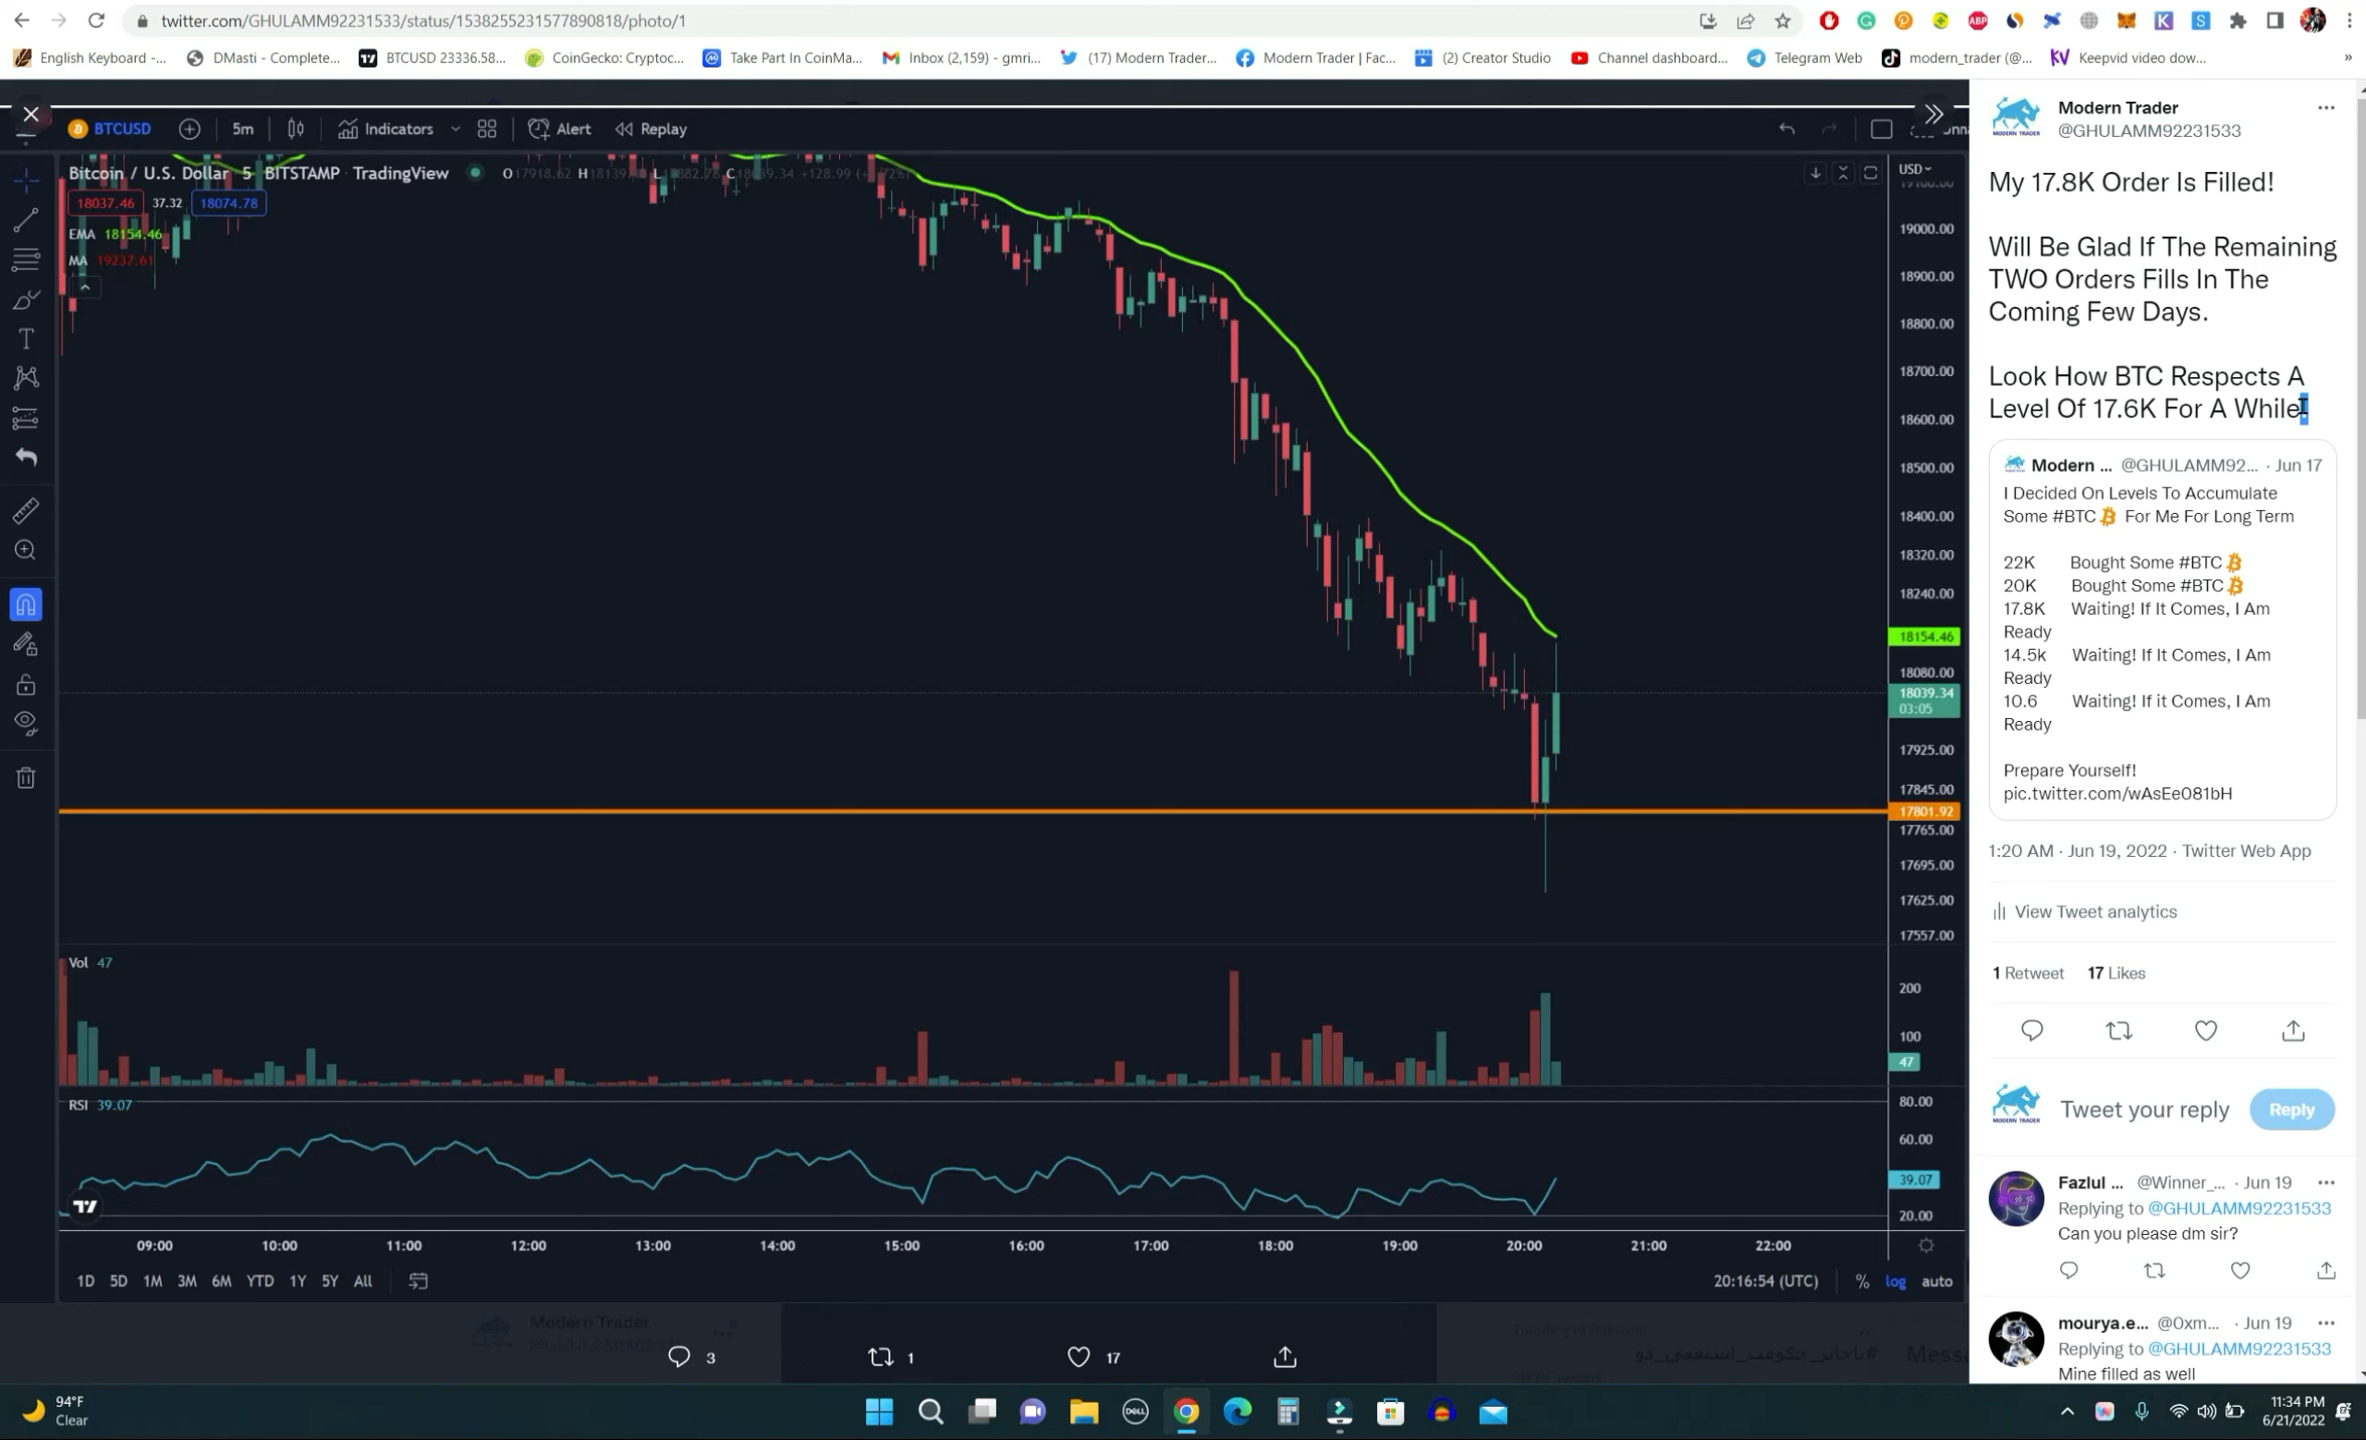 twitter.com/GHULAMM92231533/status/1538255231577890818/photo/1
English Keyboard -...
DMasti - Complete...
BTCUSD 23336.58...
CoinGecko: Cryptoc...
Take Part In CoinMa...
Inbox (2,159) - gmri...
(17) Modern Trader...
Modern Trader | Fac...
(2) Creator Studio
Channel dashboard...
Telegram Web
modern_trader (@...
Keepvid video dow...
BTCUSD
5m
Indicators
Alert
Replay
Bitcoin / U.S. Dollar 5 BITSTAMP TradingView
USD
18037.46 37.32 18074.78
EMA 18154.46
MA 19237.61
19000.00
18900.00
18800.00
18700.00
18600.00
18500.00
18400.00
18320.00
18240.00
18154.46
18080.00
18039.34
03:05
17925.00
17845.00
17801.92
17765.00
17695.00
17625.00
17557.00
Vol 47
200
100
47
RSI 39.07
80.00
60.00
39.07
20.00
09:00 10:00 11:00 12:00 13:00 14:00 15:00 16:00 17:00 18:00 19:00 20:00 21:00 22:00
1D 5D 1M 3M 6M YTD 1Y 5Y All
20:16:54 (UTC) % log auto
3
1
17
Modern Trader
@GHULAMM92231533
My 17.8K Order Is Filled!
Will Be Glad If The Remaining
TWO Orders Fills In The
Coming Few Days.
Look How BTC Respects A
Level Of 17.6K For A While!
Modern ... @GHULAMM92... · Jun 17
I Decided On Levels To Accumulate
Some #BTC For Me For Long Term
22K Bought Some #BTC
20K Bought Some #BTC
17.8K Waiting! If It Comes, I Am
Ready
14.5k Waiting! If It Comes, I Am
Ready
10.6 Waiting! If it Comes, I Am
Ready
Prepare Yourself!
pic.twitter.com/wAsEe081bH
1:20 AM · Jun 19, 2022 · Twitter Web App
View Tweet analytics
1 Retweet 17 Likes
Tweet your reply
Reply
Fazlul ... @Winner_... · Jun 19
Replying to @GHULAMM92231533
Can you please dm sir?
mourya.e... @0xm... · Jun 19
Replying to @GHULAMM92231533
Mine filled as well
94°F
Clear
11:34 PM
6/21/2022